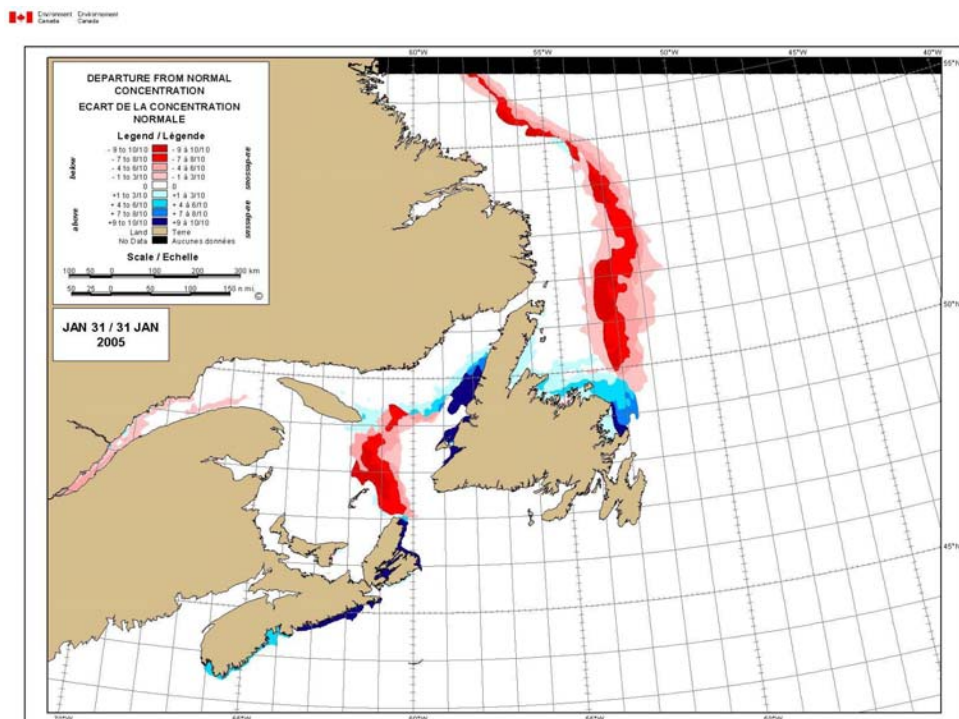 Environment Environnement
Canada Canada
60°W 55°W 50°W 45°W 40°W
55°N
DEPARTURE FROM NORMAL
CONCENTRATION
ECART DE LA CONCENTRATION
NORMALE
Legend / Légende
below
au-dessous
- 9 to 10/10 - 9 à 10/10
- 7 to 8/10 - 7 à 8/10
- 4 to 6/10 - 4 à 6/10
- 1 to 3/10 - 1 à 3/10
0 0
above
au-dessus
+1 to 3/10 +1 à 3/10
+ 4 to 6/10 + 4 à 6/10
+ 7 to 8/10 + 7 à 8/10
+9 to 10/10 +9 à 10/10
Land Terre
No Data Aucunes données
Scale / Echelle
100 50 0 100 200 300 km
50 25 0 50 100 150 n mi.
©
JAN 31 / 31 JAN
2005
50°N
45°N
70°W 65°W 60°W 55°W 50°W